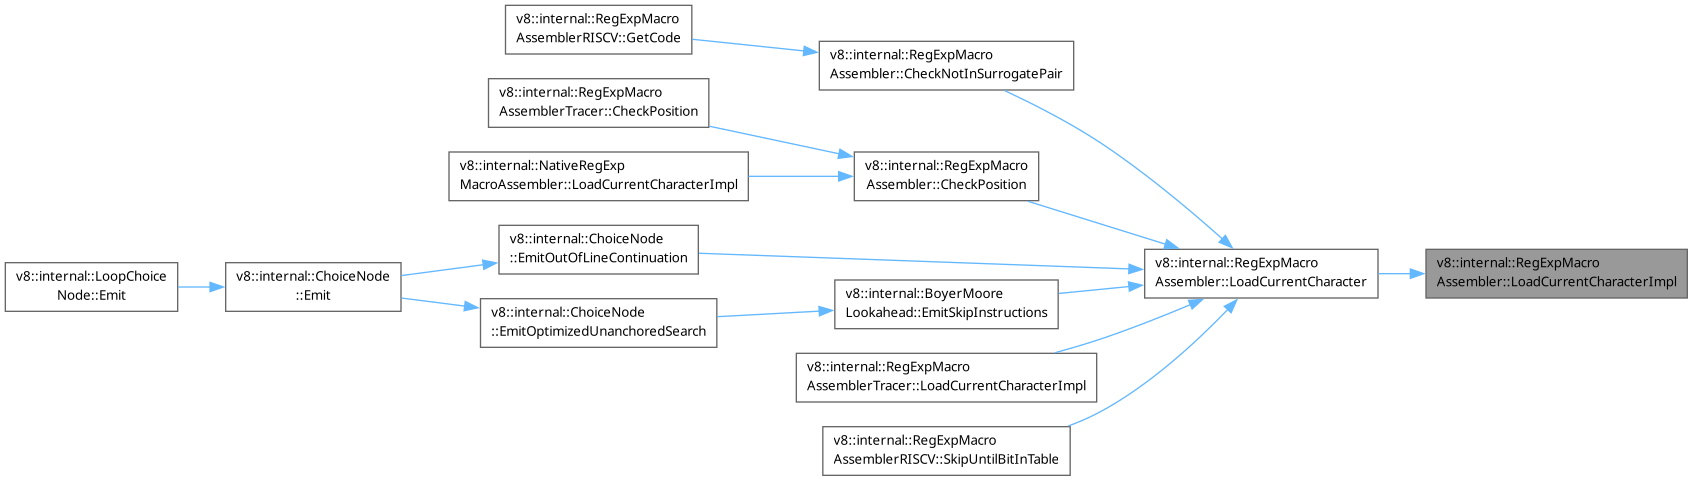 v8::internal::RegExpMacro
AssemblerRISCV::GetCode
v8::internal::RegExpMacro
Assembler::CheckNotInSurrogatePair
v8::internal::RegExpMacro
AssemblerTracer::CheckPosition
v8::internal::NativeRegExp
MacroAssembler::LoadCurrentCharacterImpl
v8::internal::RegExpMacro
Assembler::CheckPosition
v8::internal::ChoiceNode
::EmitOutOfLineContinuation
v8::internal::LoopChoice
Node::Emit
v8::internal::ChoiceNode
::Emit
v8::internal::ChoiceNode
::EmitOptimizedUnanchoredSearch
v8::internal::BoyerMoore
Lookahead::EmitSkipInstructions
v8::internal::RegExpMacro
Assembler::LoadCurrentCharacter
v8::internal::RegExpMacro
Assembler::LoadCurrentCharacterImpl
v8::internal::RegExpMacro
AssemblerTracer::LoadCurrentCharacterImpl
v8::internal::RegExpMacro
AssemblerRISCV::SkipUntilBitInTable